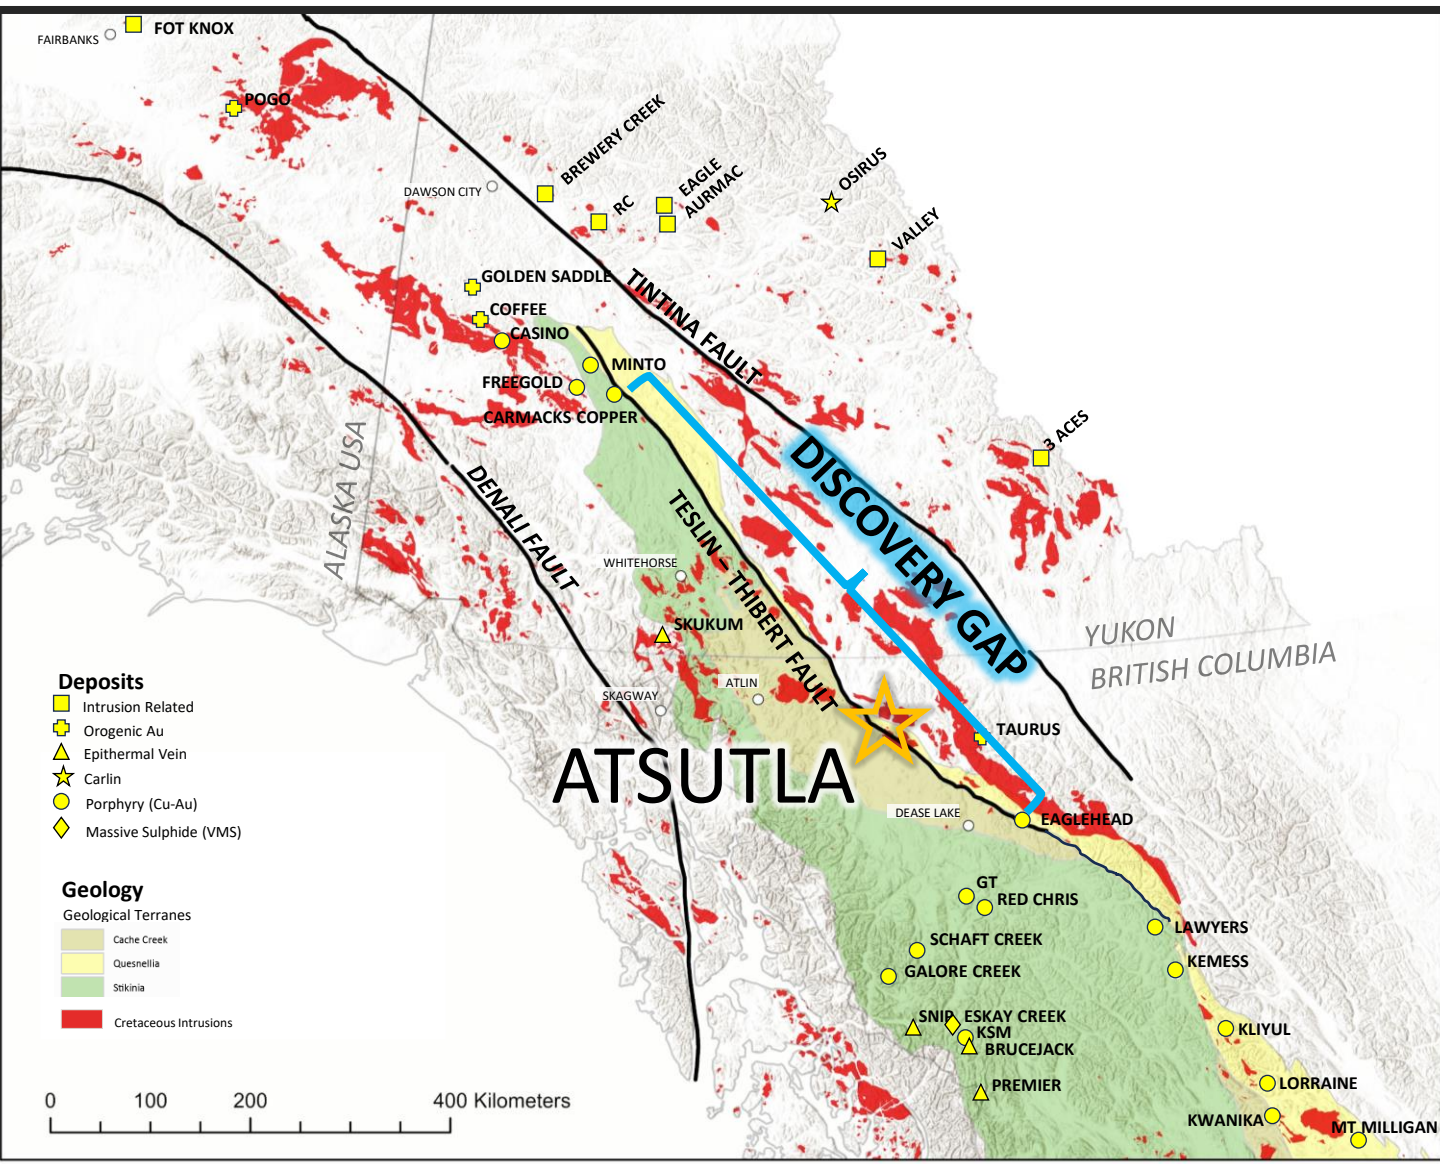 FAIRBANKS
FOT KNOX
POGO
BREWERY CREEK
DAWSON CITY
RC
EAGLE
AURMAC
OSIRUS
VALLEY
GOLDEN SADDLE
COFFEE
CASINO
TINTINA FAULT
MINTO
FREEGOLD
CARMACKS COPPER
3 ACES
ALASKA USA
DENALI FAULT
TESLIN – THIBERT FAULT
DISCOVERY GAP
WHITEHORSE
SKUKUM
YUKON
BRITISH COLUMBIA
SKAGWAY
ATLIN
TAURUS
ATSUTLA
DEASE LAKE
EAGLEHEAD
GT
RED CHRIS
LAWYERS
SCHAFT CREEK
KEMESS
GALORE CREEK
SNIP
ESKAY CREEK
KSM
BRUCEJACK
KLIYUL
PREMIER
LORRAINE
KWANIKA
MT MILLIGAN
Deposits
Intrusion Related
Orogenic Au
Epithermal Vein
Carlin
Porphyry (Cu-Au)
Massive Sulphide (VMS)
Geology
Geological Terranes
Cache Creek
Quesnellia
Stikinia
Cretaceous Intrusions
0 100 200 400 Kilometers